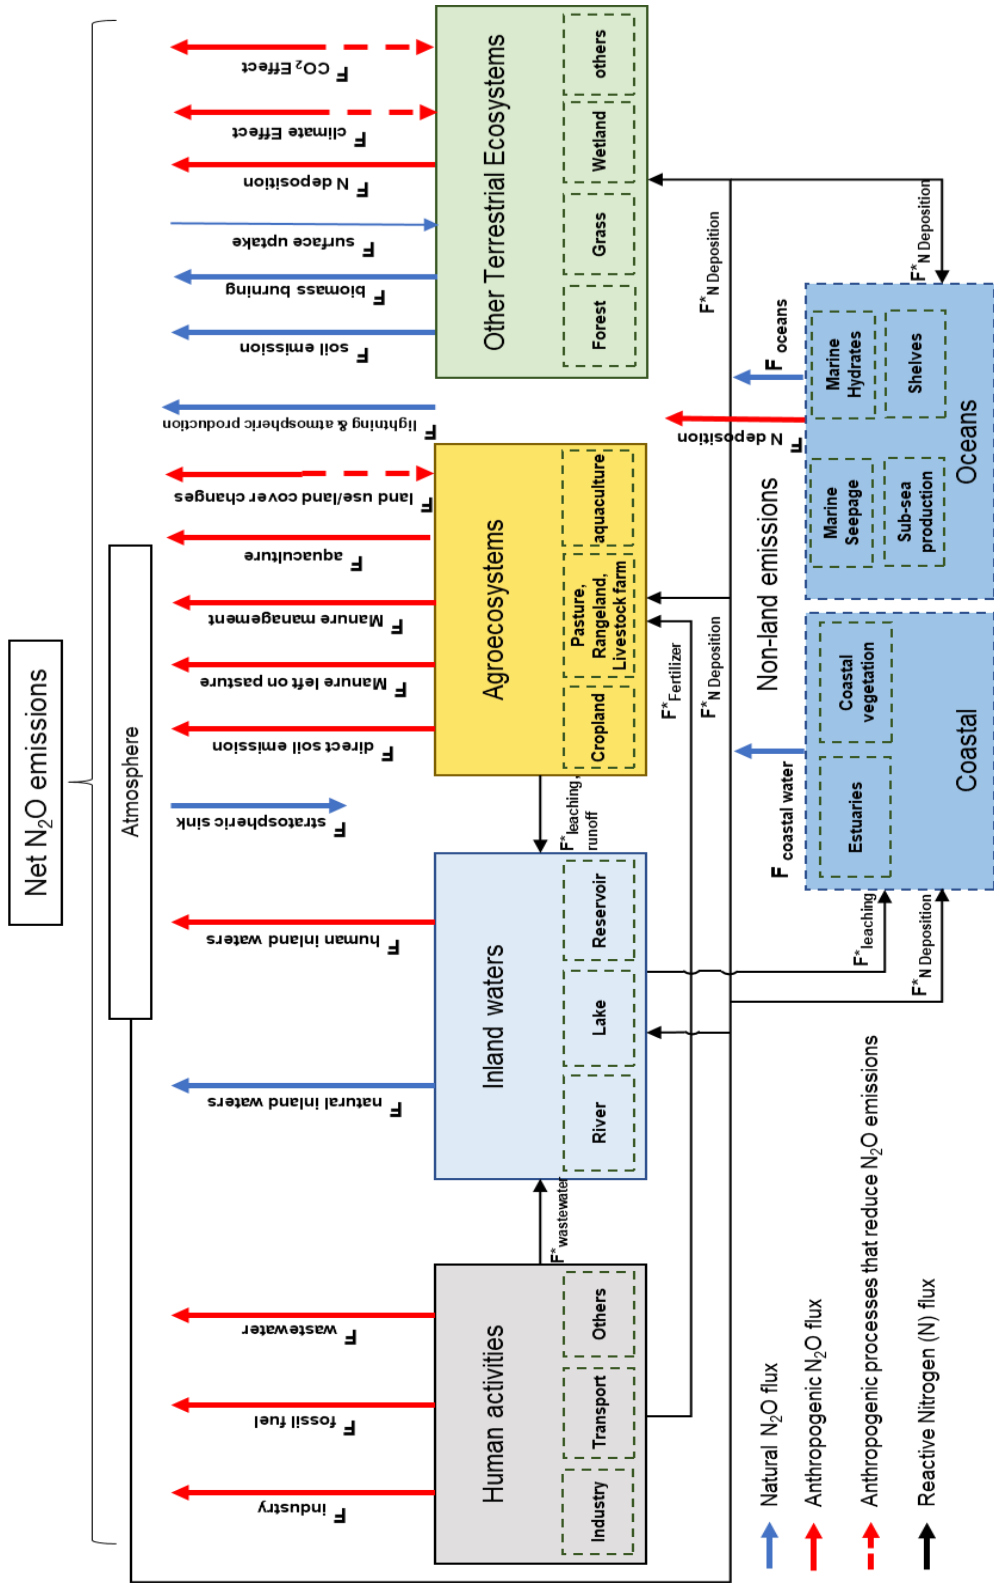 Net N₂O emissions
Atmosphere
F industry
F fossil fuel
F wastewater
F natural inland waters
F human inland waters
F stratospheric sink
F direct soil emission
F Manure left on pasture
F Manure management
F aquaculture
F land use/land cover changes
F lightning & atmospheric production
F soil emission
F biomass burning
F surface uptake
F N deposition
F climate Effect
F CO₂ Effect
Human activities
Industry
Transport
Others
F*wastewater
Inland waters
River
Lake
Reservoir
F*leaching,
runoff
Agroecosystems
Cropland
Pasture,
Rangeland,
Livestock farm
aquaculture
Other Terrestrial Ecosystems
Forest
Grass
Wetland
others
F*Fertilizer
F*N Deposition
F*N Deposition
Non-land emissions
F N deposition
F oceans
F coastal water
F*leaching
F*N Deposition
F*N Deposition
Estuaries
Coastal
vegetation
Coastal
Marine
Seepage
Marine
Hydrates
Sub-sea
production
Shelves
Oceans
Natural N₂O flux
Anthropogenic N₂O flux
Anthropogenic processes that reduce N₂O emissions
Reactive Nitrogen (N) flux